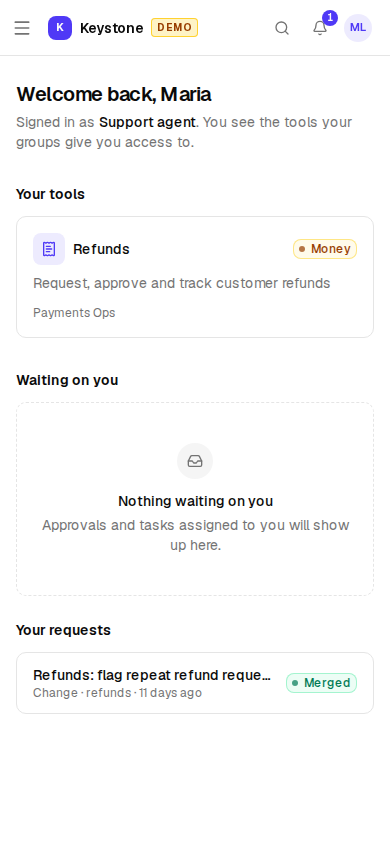 K Keystone DEMO 1 ML
Welcome back, Maria
Signed in as Support agent. You see the tools your
groups give you access to.
Your tools
Refunds Money
Request, approve and track customer refunds
Payments Ops
Waiting on you
Nothing waiting on you
Approvals and tasks assigned to you will show
up here.
Your requests
Refunds: flag repeat refund reque... Merged
Change · refunds · 11 days ago